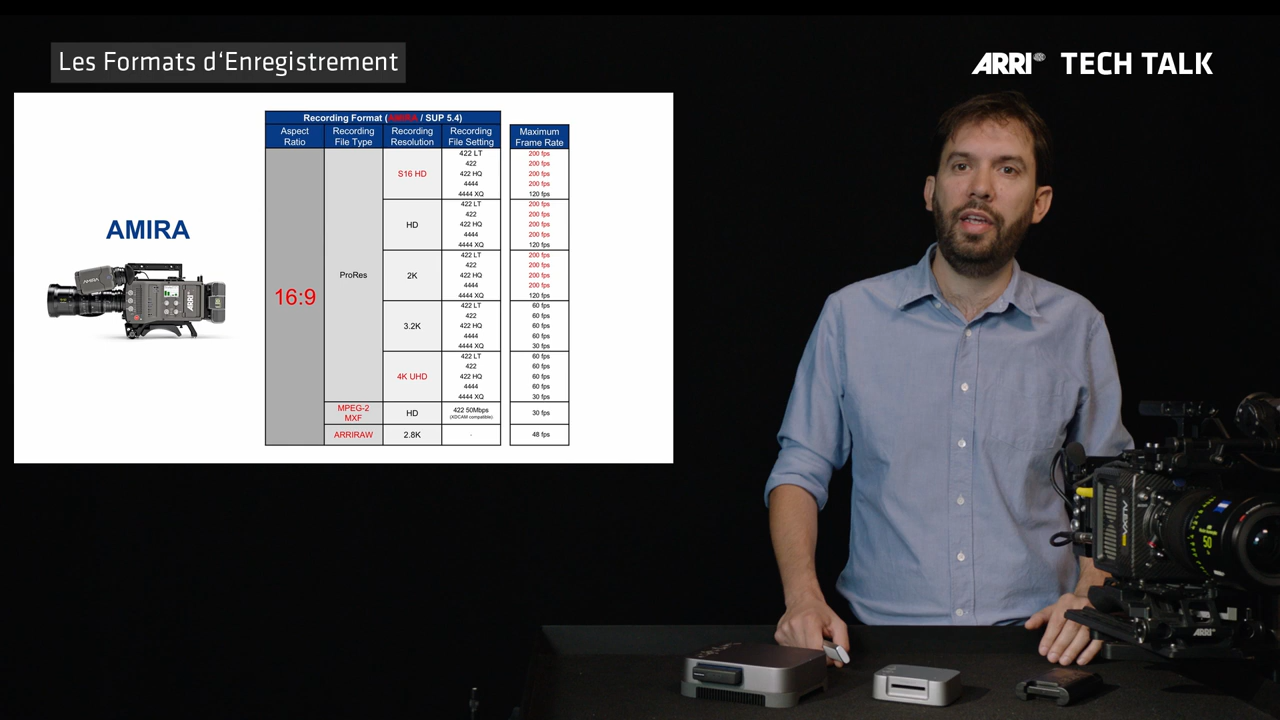 Les Formats d'Enregistrement
ARRI TECH TALK
AMIRA
Recording Format (AMIRA / SUP 5.4)
Aspect Ratio
Recording File Type
Recording Resolution
Recording File Setting
Maximum Frame Rate
16:9
ProRes
S16 HD
422 LT 200 fps
422 200 fps
422 HQ 200 fps
4444 200 fps
4444 XQ 120 fps
HD
422 LT 200 fps
422 200 fps
422 HQ 200 fps
4444 200 fps
4444 XQ 120 fps
2K
422 LT 200 fps
422 200 fps
422 HQ 200 fps
4444 200 fps
4444 XQ 120 fps
3.2K
422 LT 60 fps
422 60 fps
422 HQ 60 fps
4444 60 fps
4444 XQ 30 fps
4K UHD
422 LT 60 fps
422 60 fps
422 HQ 60 fps
4444 60 fps
4444 XQ 30 fps
MPEG-2 MXF
HD
422 50Mbps
(XDCAM compatible)
30 fps
ARRIRAW
2.8K
-
48 fps
AMIRA
ARRI
ALEXA
50
ARRI